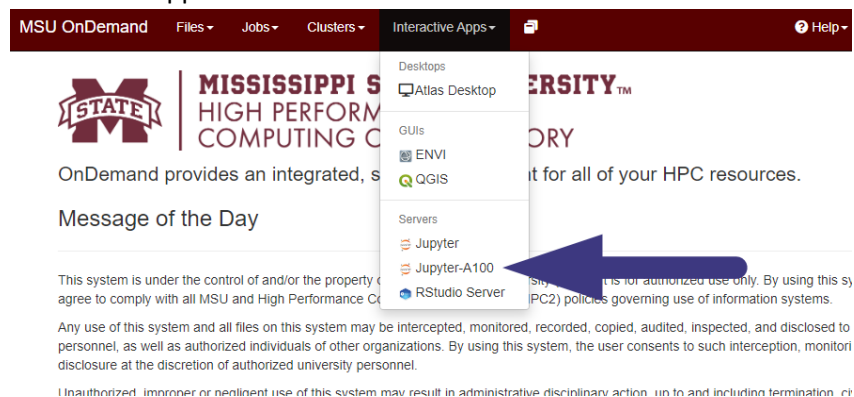 MSU OnDemand Files Jobs Clusters Interactive Apps Help
Desktops
Atlas Desktop
GUIs
ENVI
QGIS
Servers
Jupyter
Jupyter-A100
RStudio Server
STATE
MISSISSIPPI S ERSITY™
HIGH PERFORM
COMPUTING C ORY
OnDemand provides an integrated, s t for all of your HPC resources.
Message of the Day
This system is under the control of and/or the property is for authorized use only. By using this sy
agree to comply with all MSU and High Performance Co PC2) policies governing use of information systems.
Any use of this system and all files on this system may be intercepted, monitored, recorded, copied, audited, inspected, and disclosed to
personnel, as well as authorized individuals of other organizations. By using this system, the user consents to such interception, monitori
disclosure at the discretion of authorized university personnel.
Unauthorized, improper or negligent use of this system may result in administrative disciplinary action, up to and including termination, ci